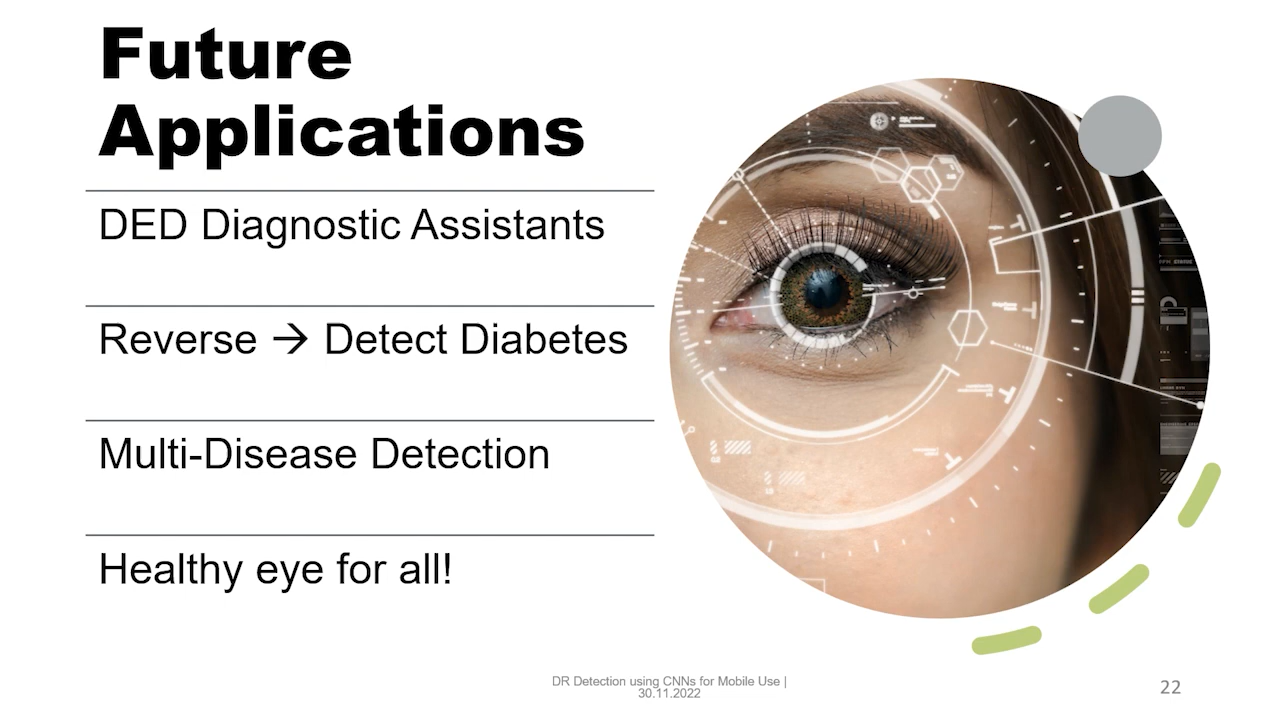 Future
Applications
DED Diagnostic Assistants
Reverse → Detect Diabetes
Multi-Disease Detection
Healthy eye for all!
DR Detection using CNNs for Mobile Use |
30.11.2022
22